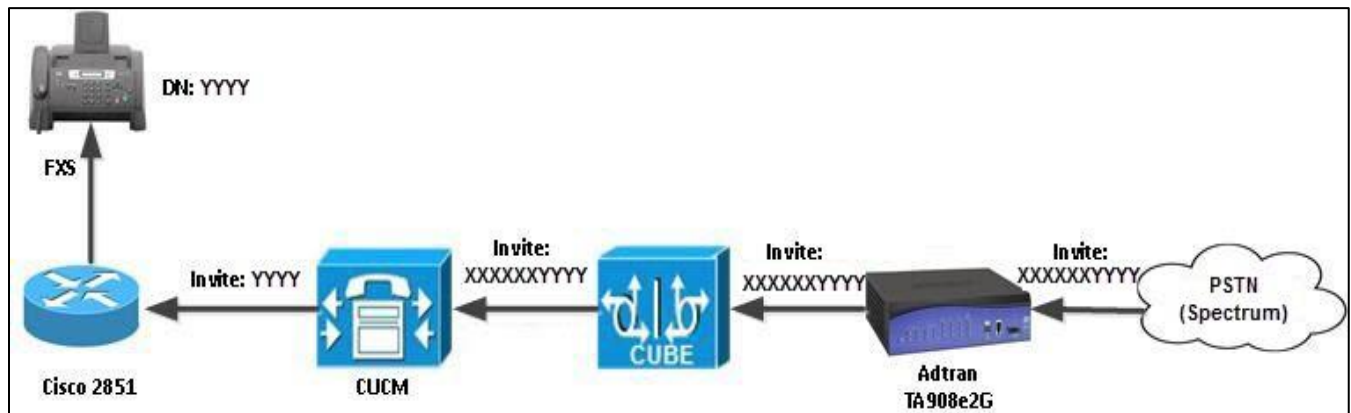 DN: YYYY
FXS
Invite: YYYY
Invite:
XXXXXXYYYY
Invite:
XXXXXXYYYY
Invite:
XXXXXXYYYY
PSTN
(Spectrum)
CUBE
Cisco 2851
CUCM
Adtran
TA908e2G